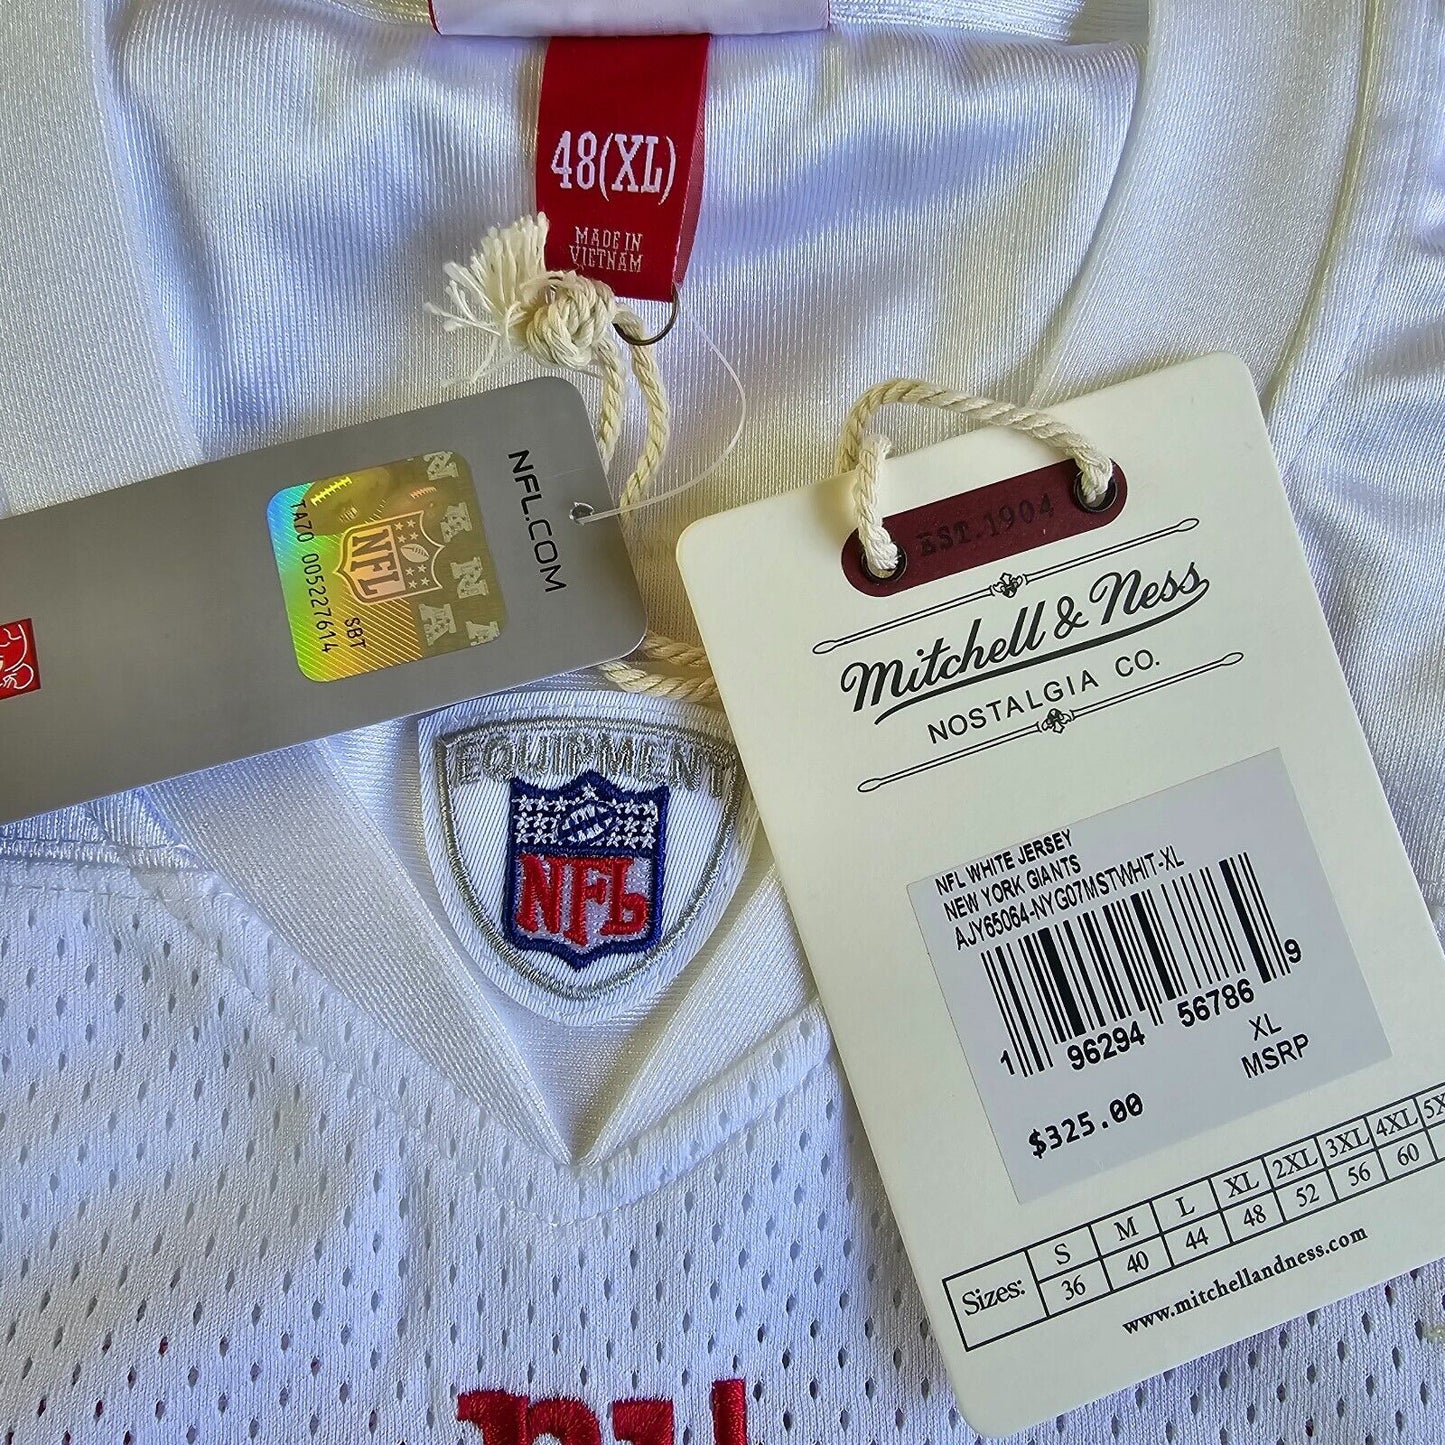 48(XL)
MADE IN
VIETNAM
NFL.COM
NFL
TA70 005227614
SBT
EQUIPMENT
NFL
EST. 1904
Mitchell & Ness
NOSTALGIA CO.
NFL WHITE JERSEY
NEW YORK GIANTS
AJY65064-NYG07MSTWHIT-XL
1 96294 56786 9
XL
MSRP
$325.00
Sizes: S M L XL 2XL 3XL 4XL 5X
36 40 44 48 52 56 60
www.mitchellandness.com
ny